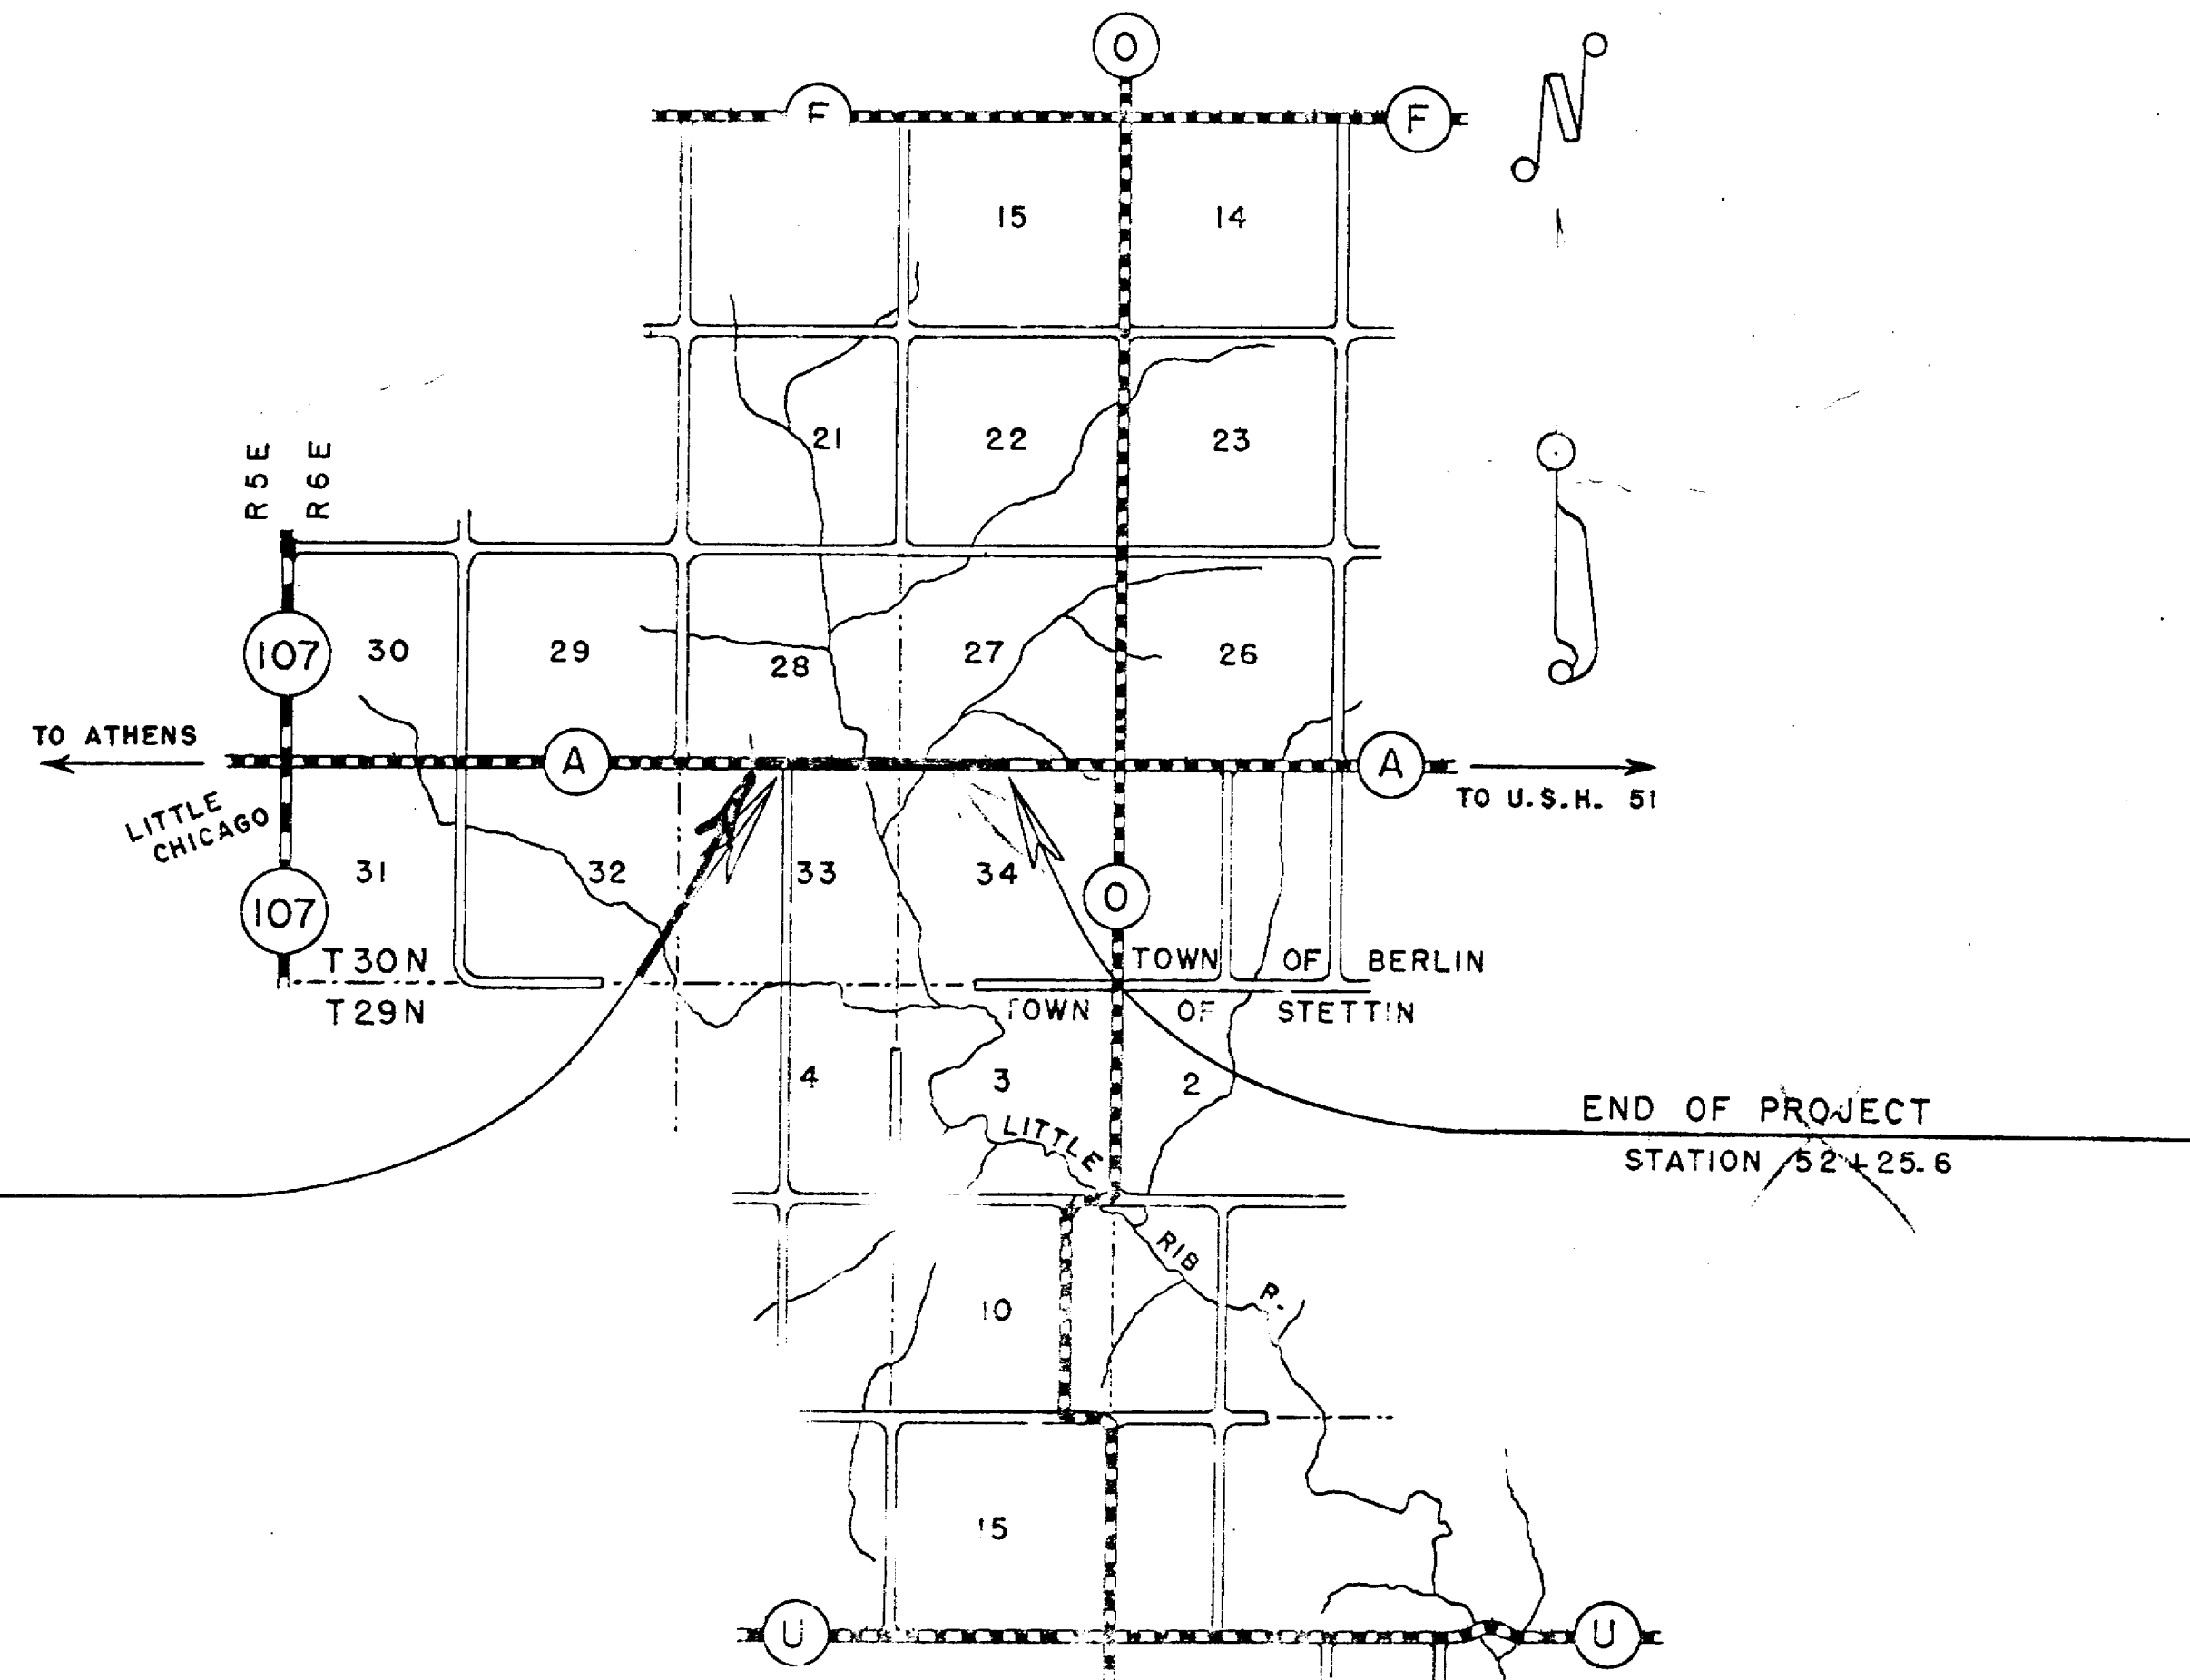 O
F
F
N
15
14
21
22
23
R5E
R6E
107
30
29
28
27
26
TO ATHENS
A
A
TO U.S.H. 51
LITTLE
CHICAGO
31
32
33
34
107
O
T30N
TOWN OF BERLIN
T29N
TOWN OF STETTIN
4
3
2
LITTLE
END OF PROJECT
STATION 52+25.6
RIB
R.
10
15
U
U